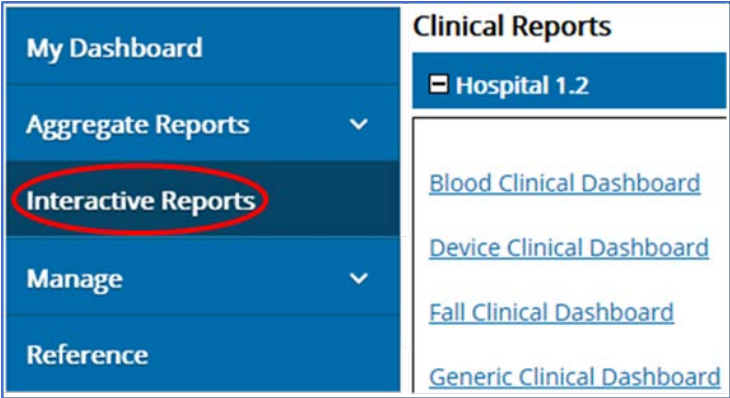 My Dashboard
Aggregate Reports
Interactive Reports
Manage
Reference
Clinical Reports
Hospital 1.2
Blood Clinical Dashboard
Device Clinical Dashboard
Fall Clinical Dashboard
Generic Clinical Dashboard